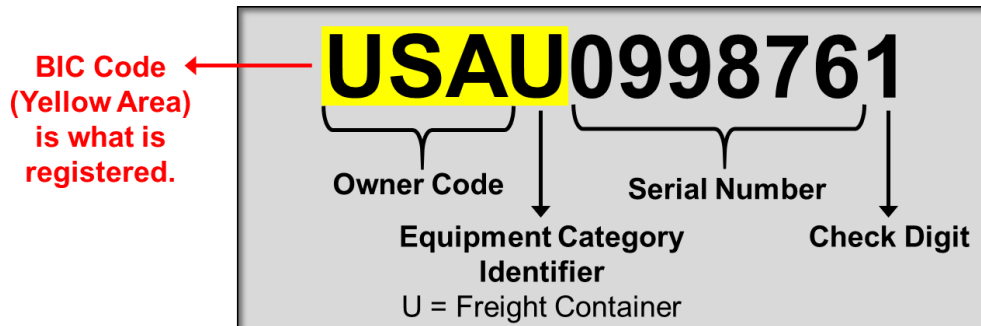 USAU0998761
BIC Code
(Yellow Area)
is what is
registered.
Owner Code
Serial Number
Equipment Category
Identifier
U = Freight Container
Check Digit